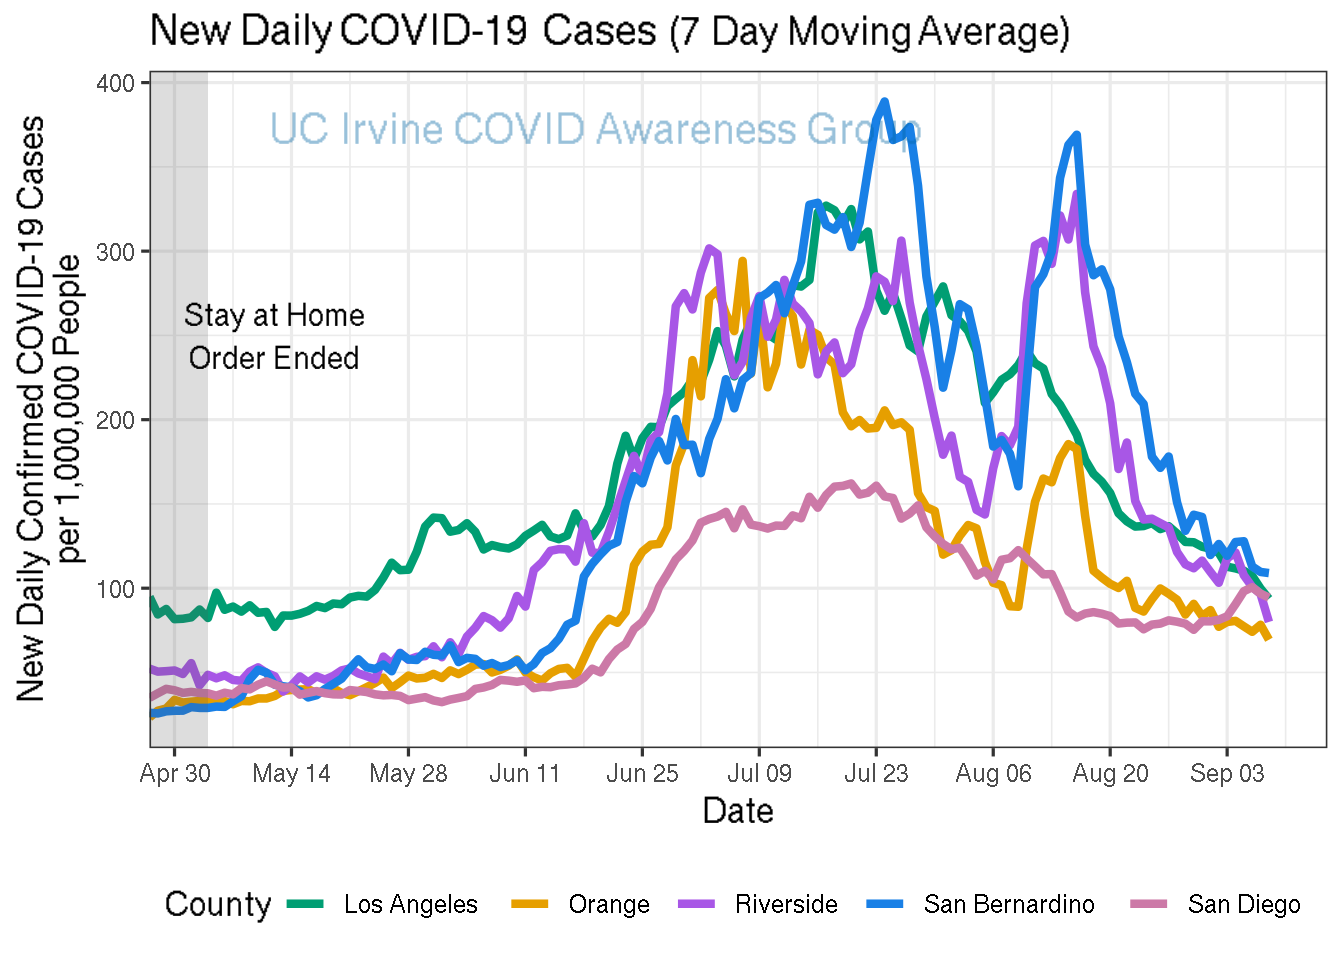 New Daily COVID-19 Cases (7 Day Moving Average)
UC Irvine COVID Awareness Group
New Daily Confirmed COVID-19 Cases
per 1,000,000 People
400
300
200
100
Stay at Home
Order Ended
Apr 30 May 14 May 28 Jun 11 Jun 25 Jul 09 Jul 23 Aug 06 Aug 20 Sep 03
Date
County Los Angeles Orange Riverside San Bernardino San Diego